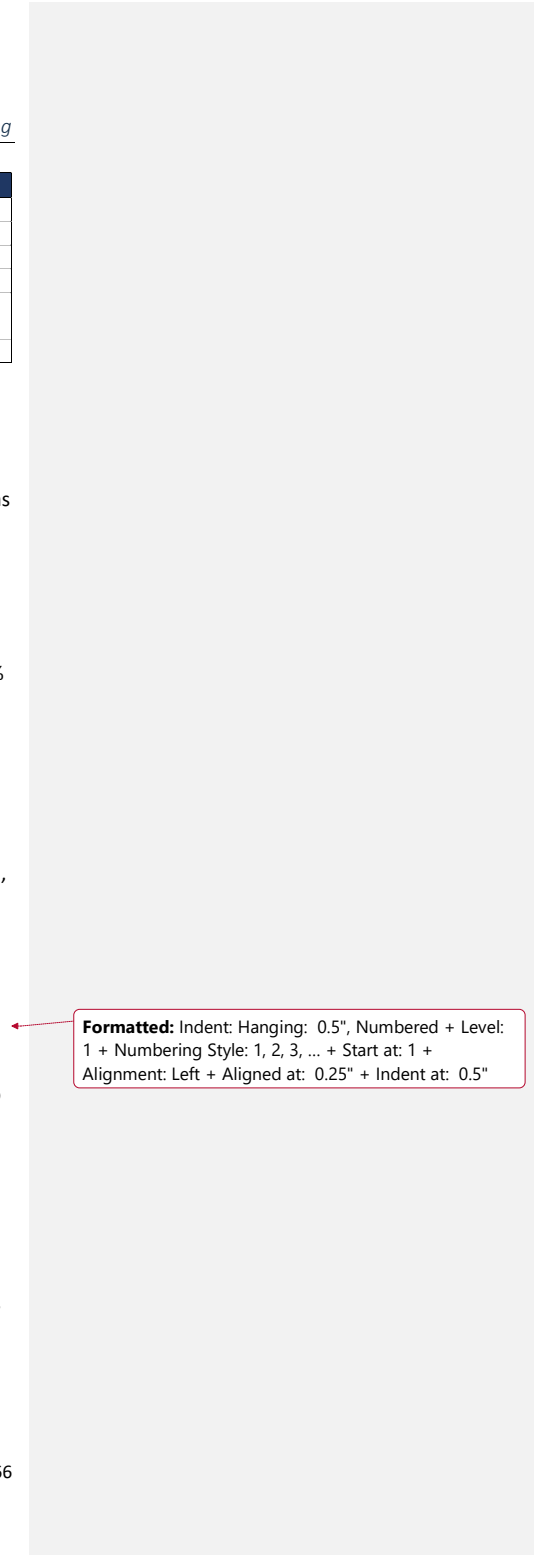 g
s
%
,
Formatted: Indent: Hanging:  0.5", Numbered + Level:
1 + Numbering Style: 1, 2, 3, … + Start at: 1 +
Alignment: Left + Aligned at:  0.25" + Indent at:  0.5"
6